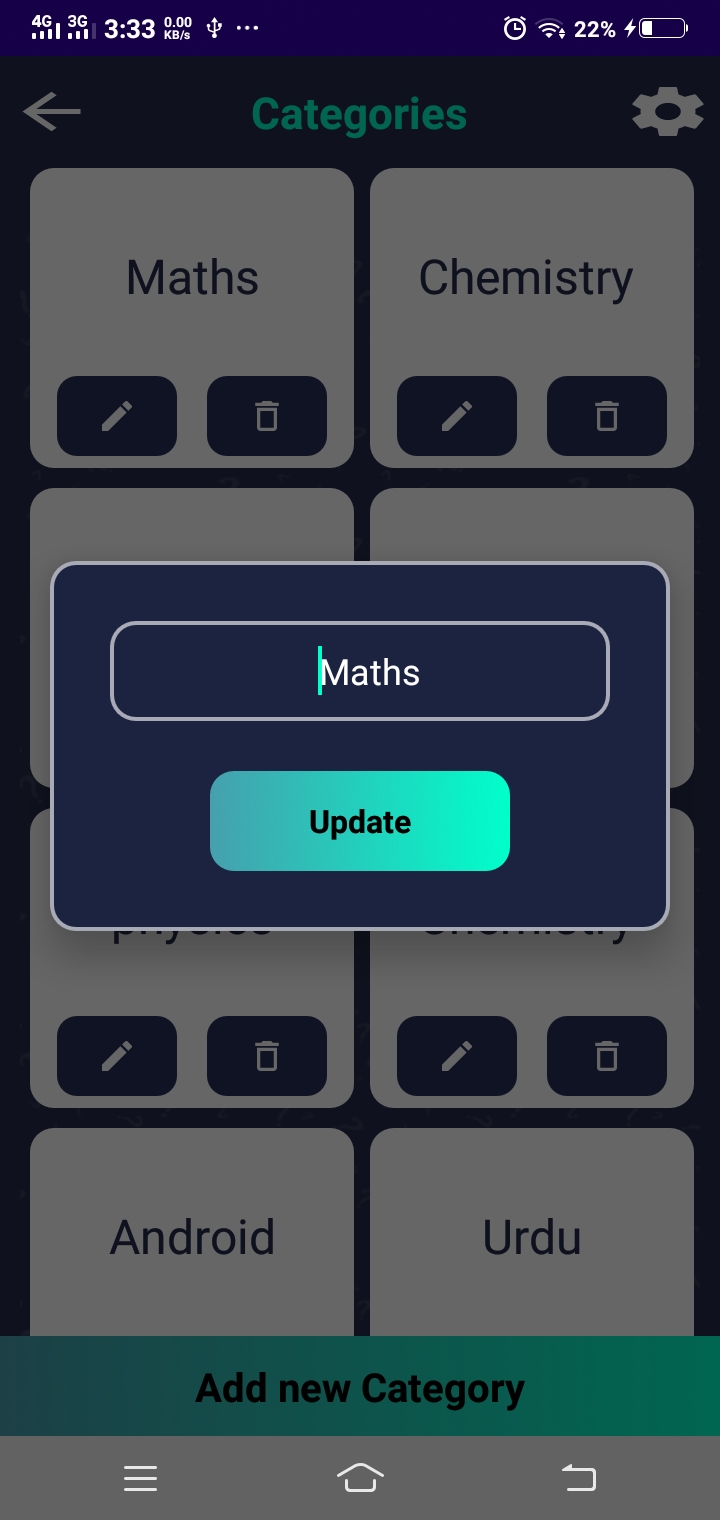 4G 3G 3:33 0.00 KB/s 22%
Categories
Maths Chemistry
Maths
Update
physics Chemistry
Android Urdu
Add new Category